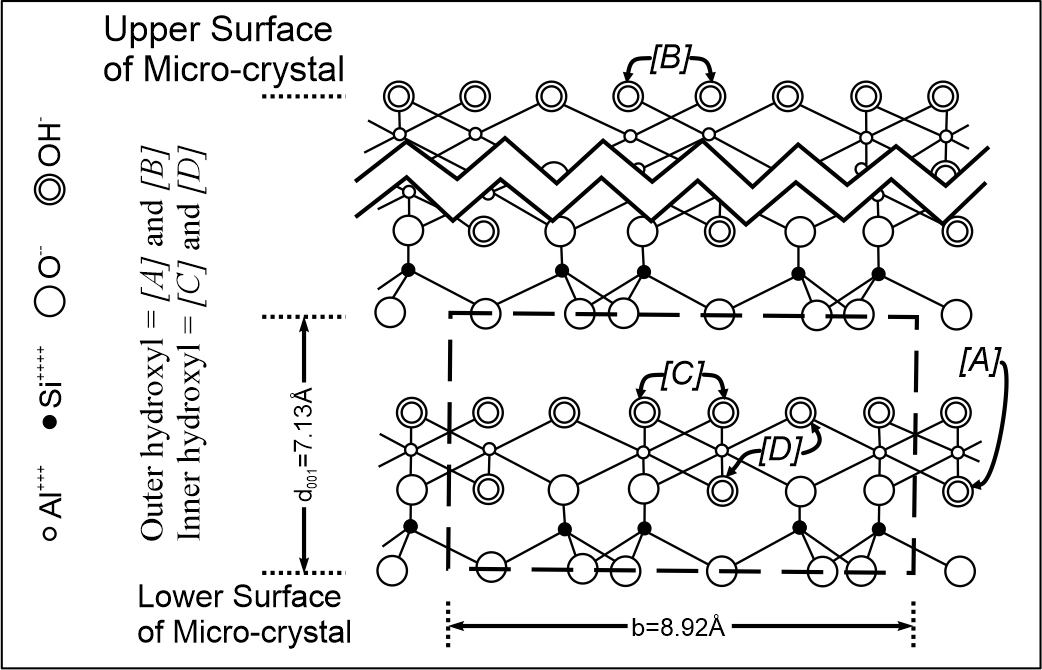 Upper Surface
of Micro-crystal
[B]
OH-
O--
Si++++
Al+++
Outer hydroxyl = [A] and [B]
Inner hydroxyl = [C] and [D]
d001=7.13Å
[C]
[A]
[D]
Lower Surface
of Micro-crystal
b=8.92Å